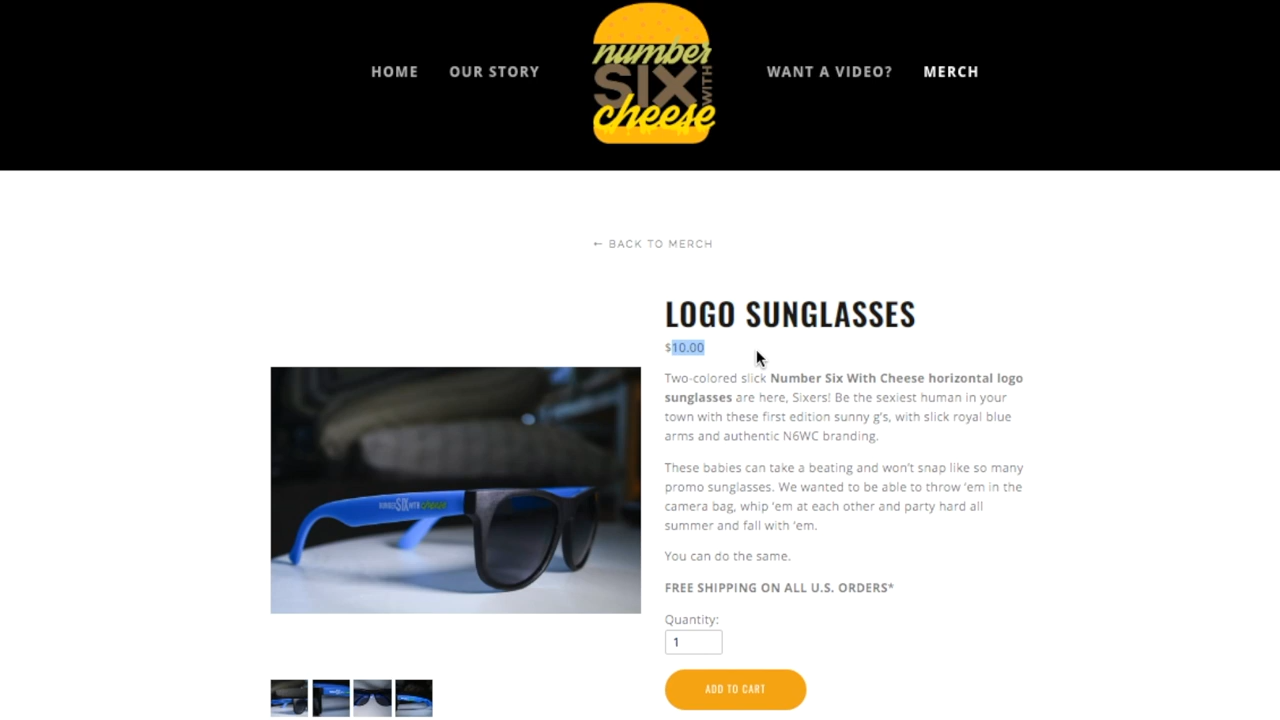 HOME
OUR STORY
number
SIX
WITH
cheese
WANT A VIDEO?
MERCH
← BACK TO MERCH
LOGO SUNGLASSES
$10.00
Two-colored slick Number Six With Cheese horizontal logo
sunglasses are here, Sixers! Be the sexiest human in your
town with these first edition sunny g's, with slick royal blue
arms and authentic N6WC branding.
These babies can take a beating and won't snap like so many
promo sunglasses. We wanted to be able to throw 'em in the
camera bag, whip 'em at each other and party hard all
summer and fall with 'em.
You can do the same.
FREE SHIPPING ON ALL U.S. ORDERS*
Quantity:
1
ADD TO CART
NUMBER SIX WITH cheese